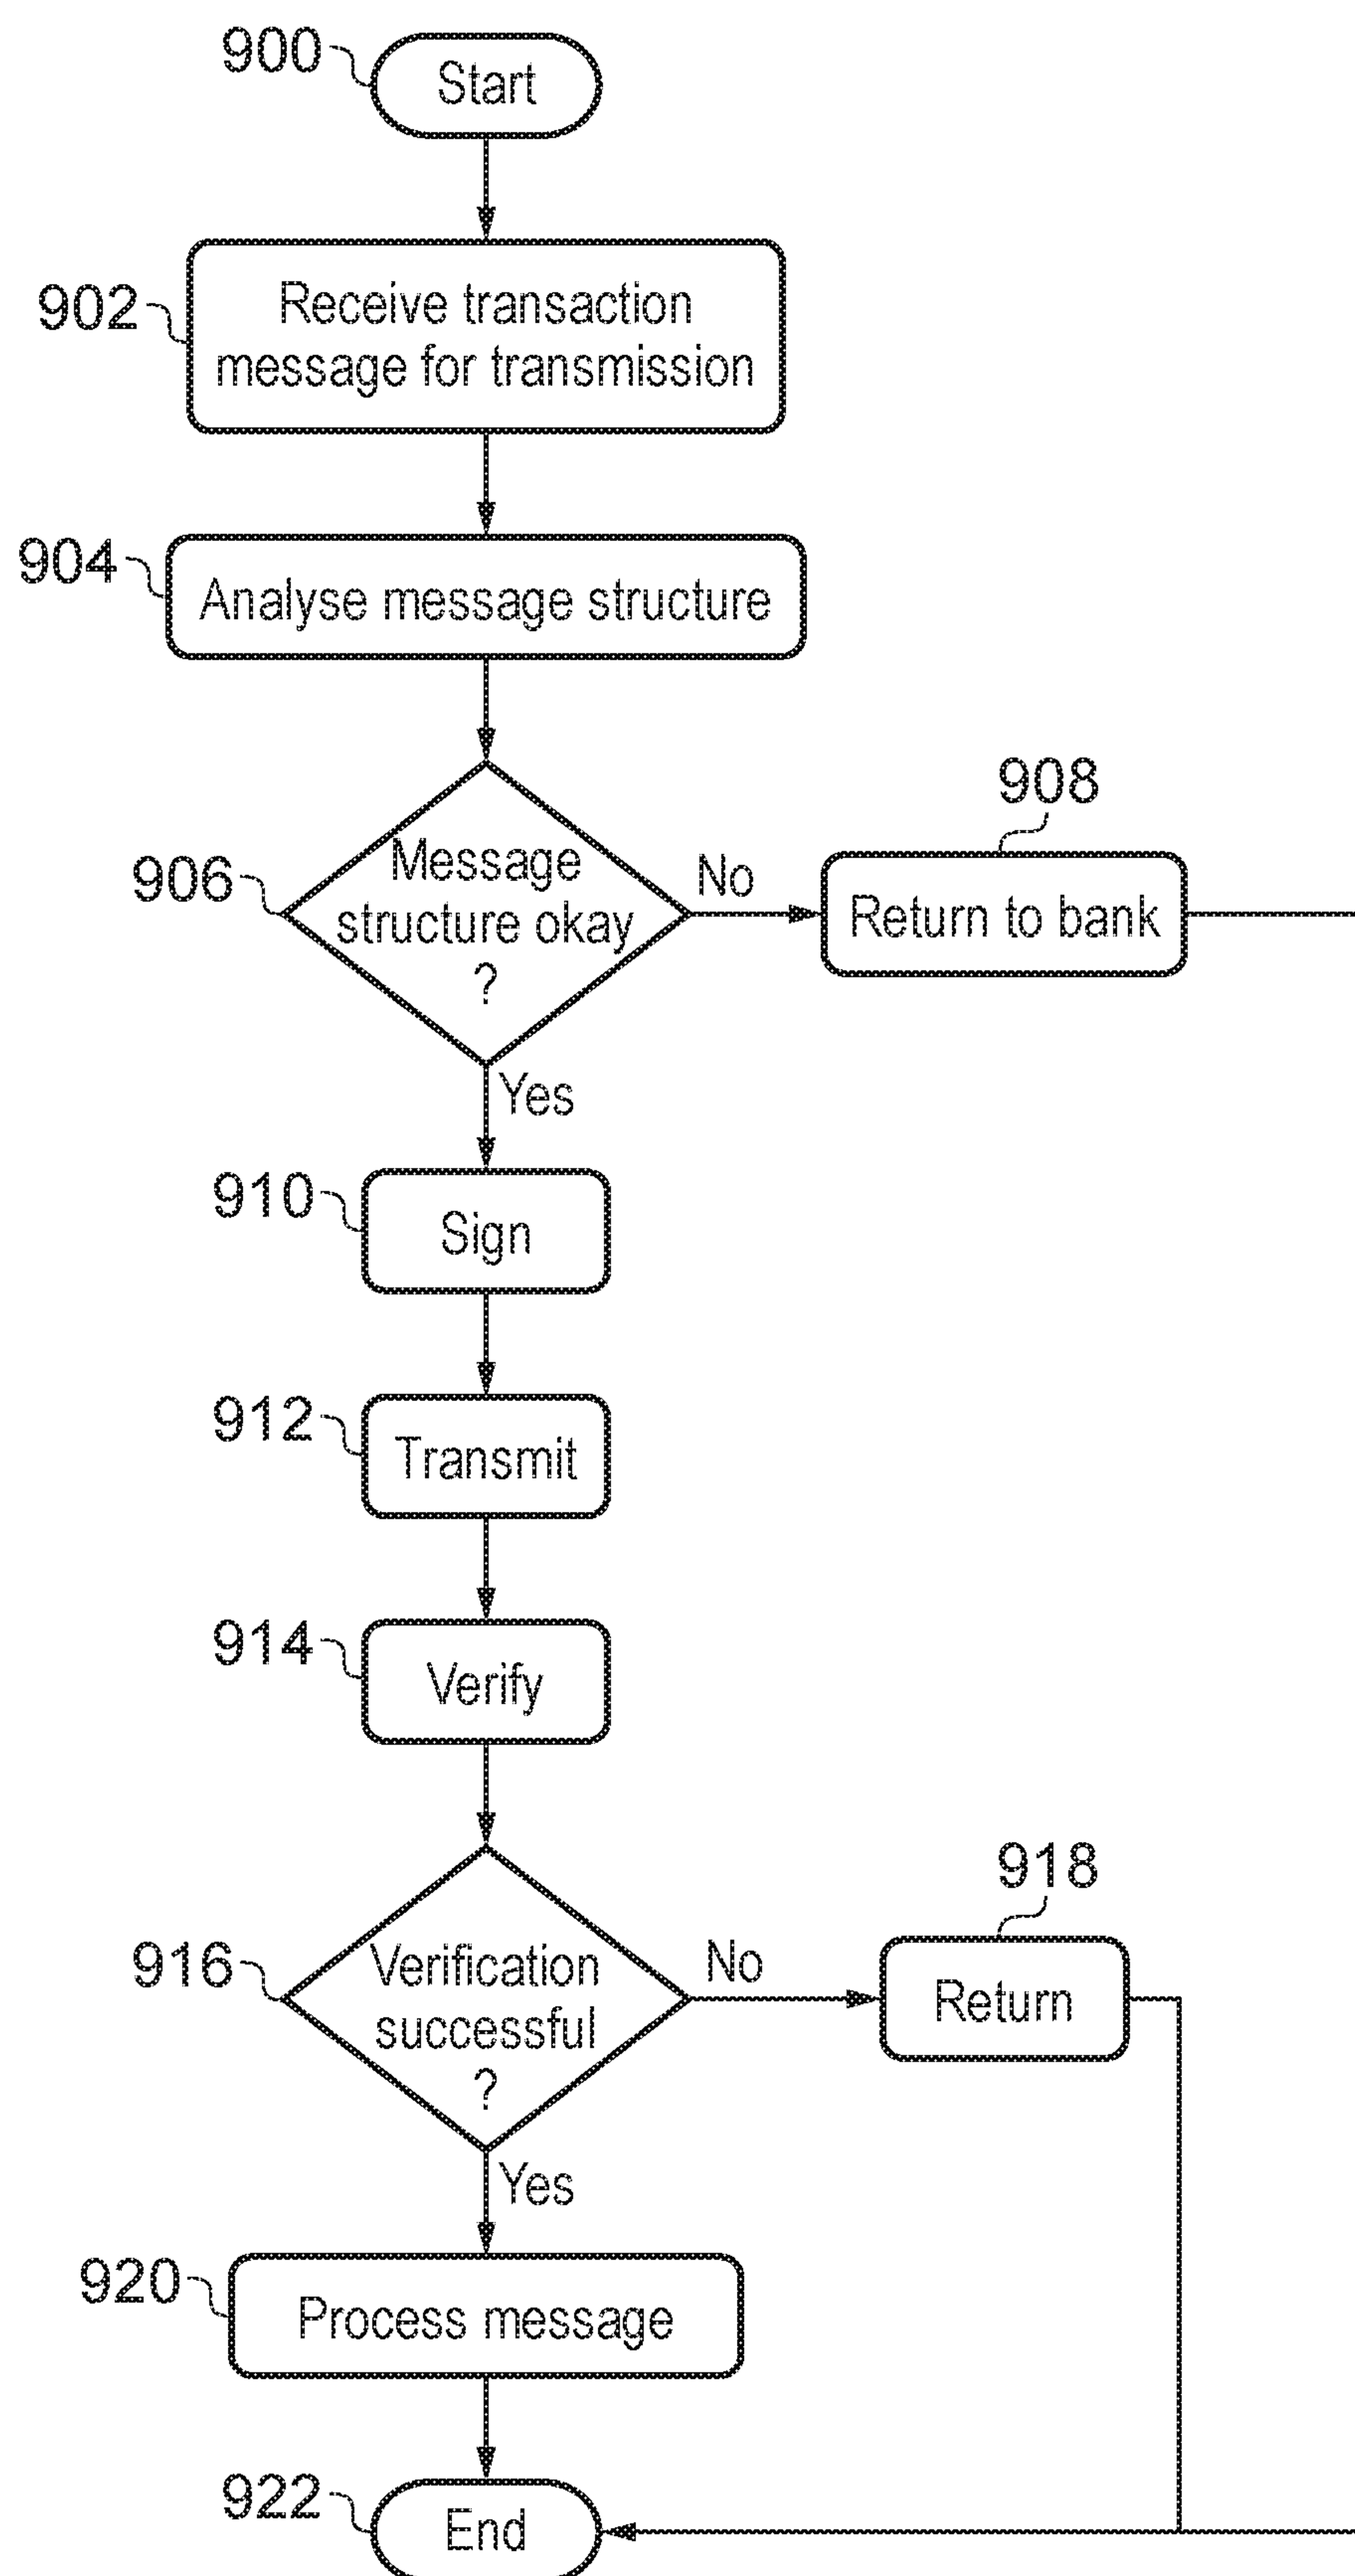 900
Start
902
Receive transaction
message for transmission
904
Analyse message structure
906
Message
structure okay
?
No
908
Return to bank
Yes
910
Sign
912
Transmit
914
Verify
916
Verification
successful
?
No
918
Return
Yes
920
Process message
922
End